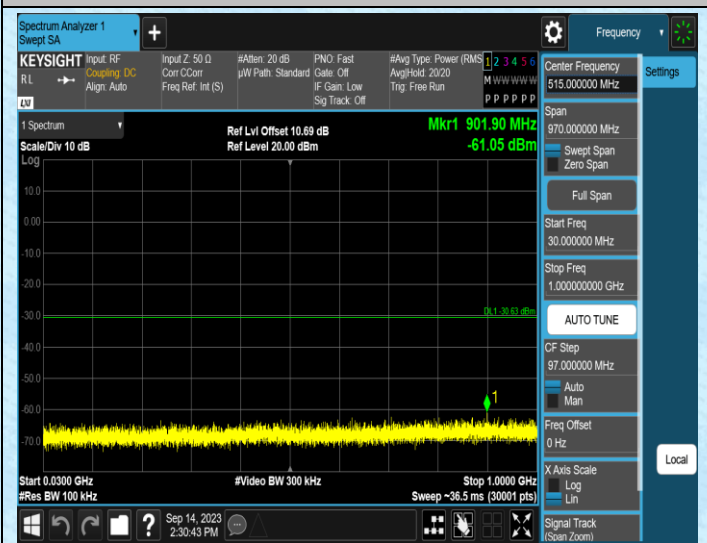 Spectrum Analyzer 1
Swept SA
+
Frequency
KEYSIGHT
RL
LXI
Input: RF
Coupling: DC
Align: Auto
Input Z: 50 Ω
Corr CCorr
Freq Ref: Int (S)
#Atten: 20 dB
µW Path: Standard
PNO: Fast
Gate: Off
IF Gain: Low
Sig Track: Off
#Avg Type: Power (RMS
Avg|Hold: 20/20
Trig: Free Run
1 2 3 4 5 6
M W W W W W
P P P P P P
1 Spectrum
Scale/Div 10 dB
Log
Ref Lvl Offset 10.69 dB
Ref Level 20.00 dBm
Mkr1 901.90 MHz
-61.05 dBm
10.0
0.00
-10.0
-20.0
-30.0
-40.0
-50.0
-60.0
-70.0
DL1 -30.63 dBm
1
Start 0.0300 GHz
#Res BW 100 kHz
#Video BW 300 kHz
Stop 1.0000 GHz
Sweep ~36.5 ms (30001 pts)
?
Sep 14, 2023
2:30:43 PM
Center Frequency
515.000000 MHz
Settings
Span
970.000000 MHz
Swept Span
Zero Span
Full Span
Start Freq
30.000000 MHz
Stop Freq
1.000000000 GHz
AUTO TUNE
CF Step
97.000000 MHz
Auto
Man
Freq Offset
0 Hz
X Axis Scale
Log
Lin
Local
Signal Track
(Span Zoom)